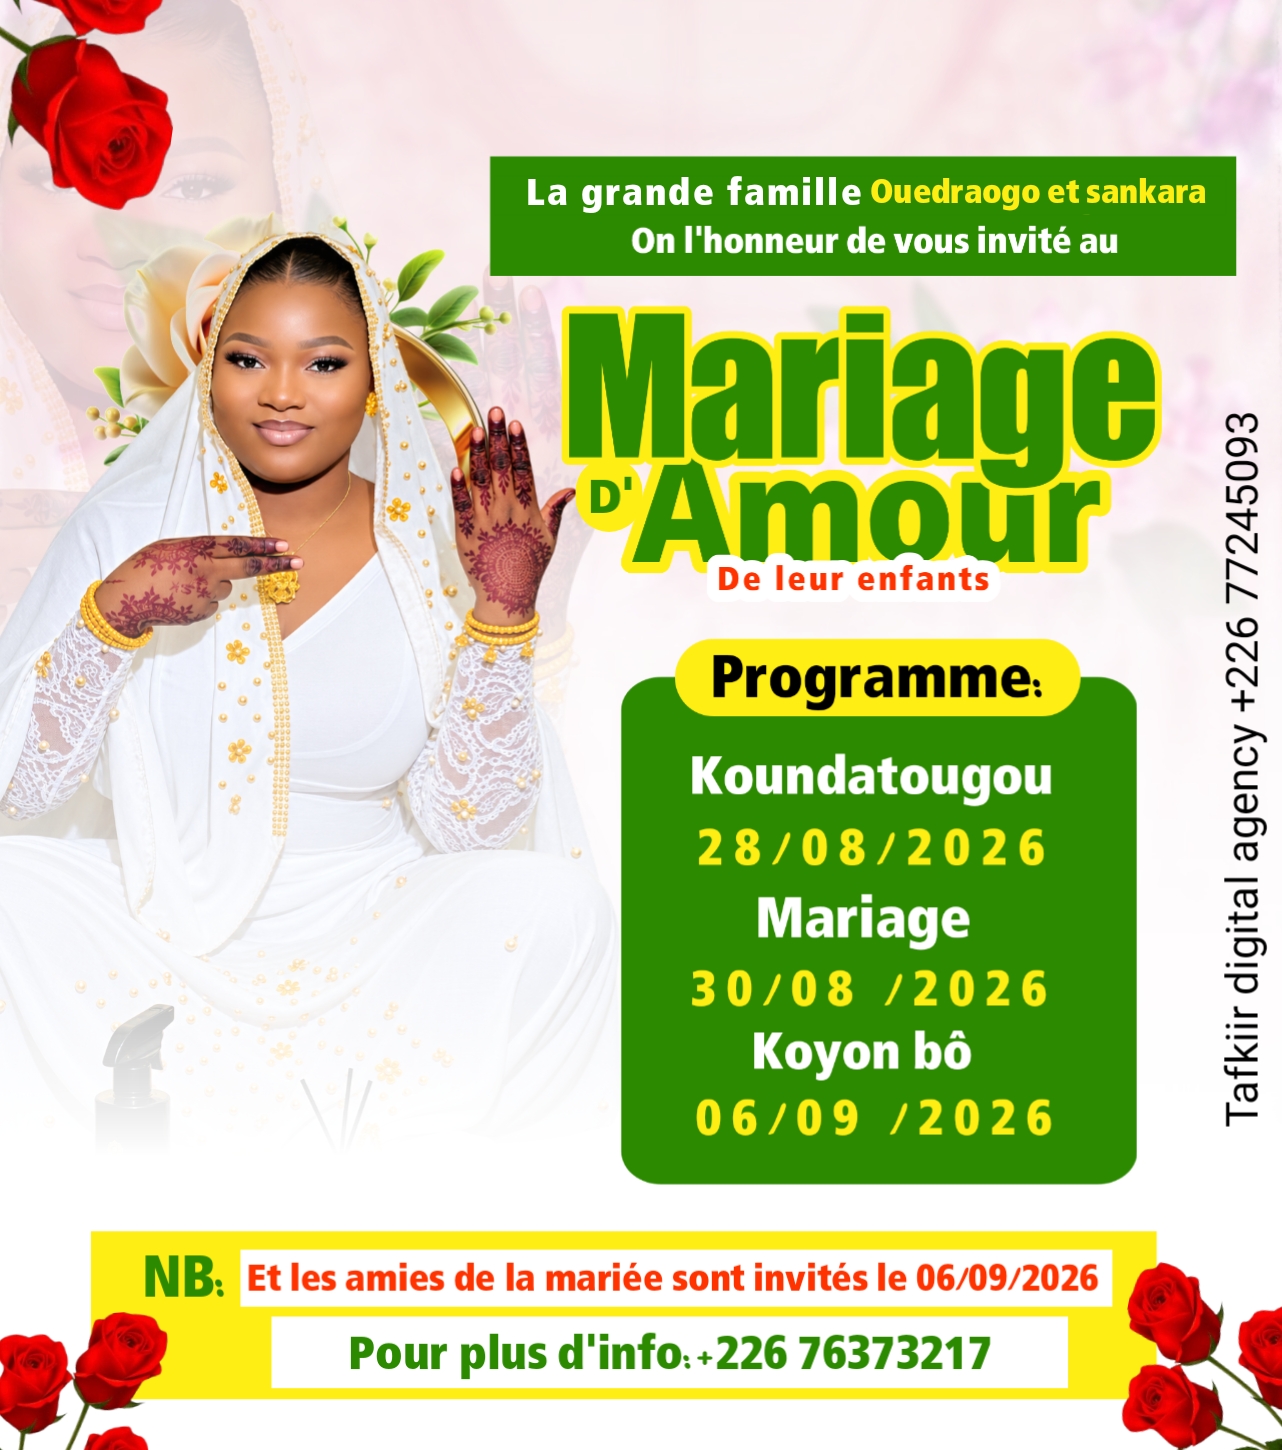 La grande famille Ouedraogo et sankara
On l'honneur de vous invité au
Mariage
D'Amour
De leur enfants
Programme:
Koundatougou
28/08/2026
Mariage
30/08 /2026
Koyon bô
06/09 /2026
Tafkiir digital agency +226 77245093
NB: Et les amies de la mariée sont invités le 06/09/2026
Pour plus d'info:+226 76373217